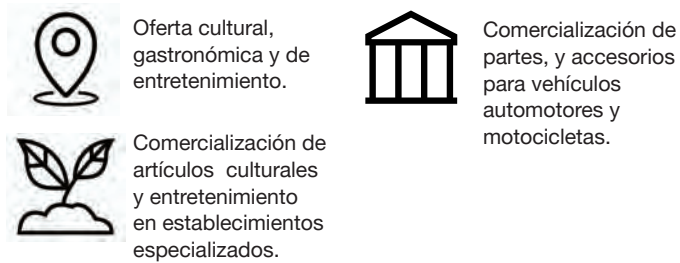 Oferta cultural,
gastronómica y de
entretenimiento.
Comercialización de
artículos culturales
y entretenimiento
en establecimientos
especializados.
Comercialización de
partes, y accesorios
para vehículos
automotores y
motocicletas.